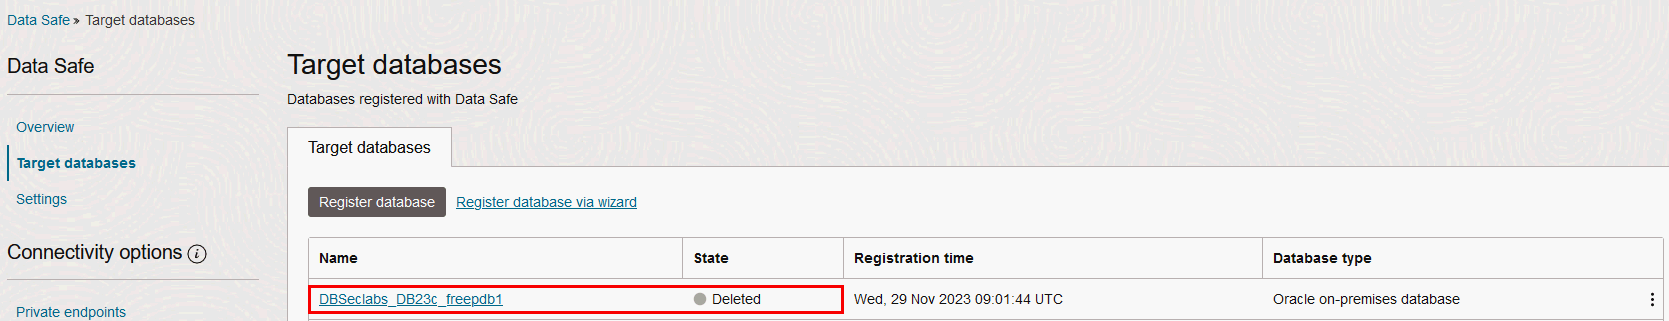 Data Safe » Target databases
Data Safe
Overview
Target databases
Settings
Connectivity options i
Private endpoints
Target databases
Databases registered with Data Safe
Target databases
Register database Register database via wizard
Name State Registration time Database type
DBSeclabs_DB23c_freepdb1 Deleted Wed, 29 Nov 2023 09:01:44 UTC Oracle on-premises database